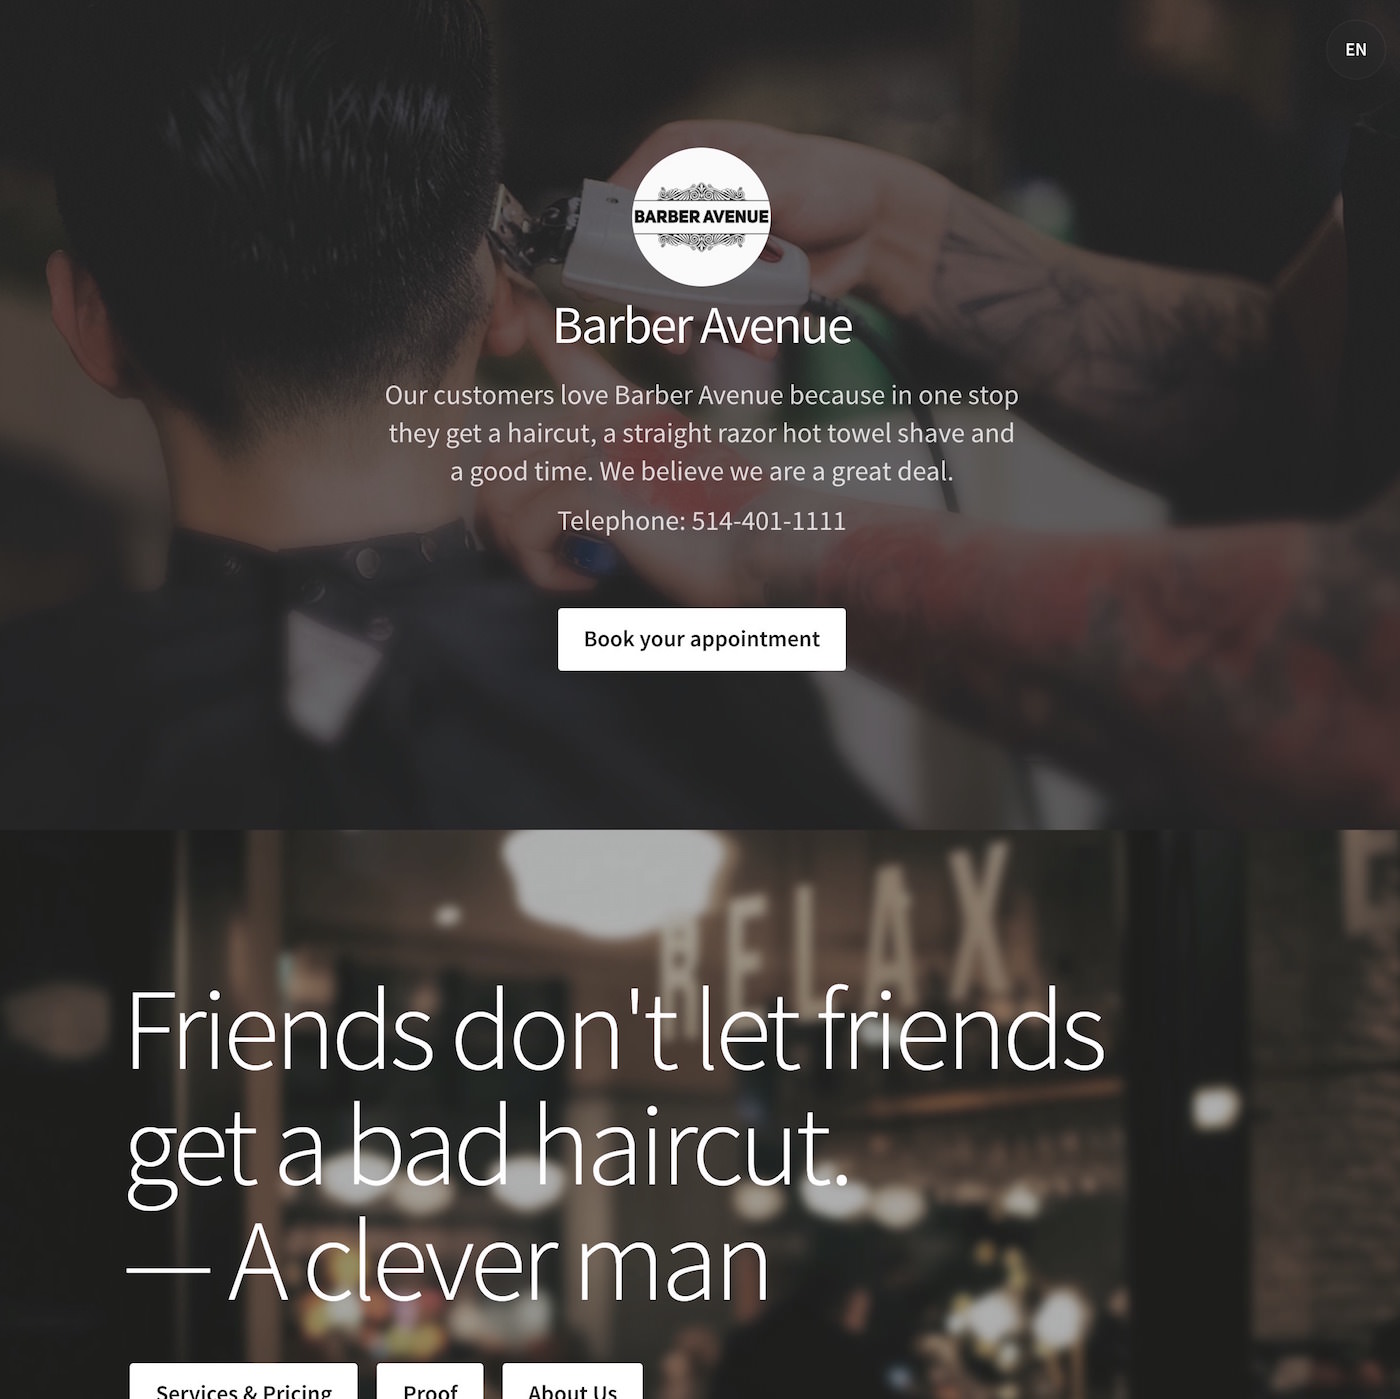 EN
BARBER AVENUE
Barber Avenue
Our customers love Barber Avenue because in one stop
they get a haircut, a straight razor hot towel shave and
a good time. We believe we are a great deal.
Telephone: 514-401-1111
Book your appointment
RELAX
Friends don't let friends
get a bad haircut.
— A clever man
Services & Pricing
Proof
About Us